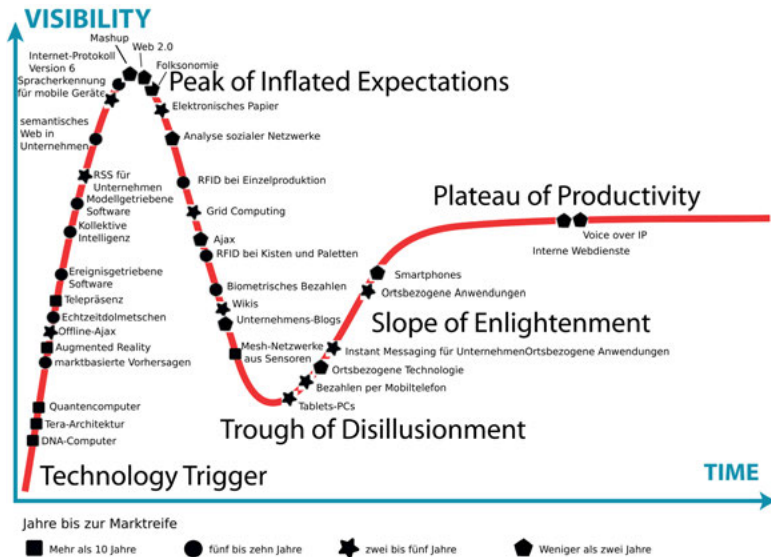 VISIBILITY
Mashup
Web 2.0
Internet-Protokoll
Version 6
Folksonomie
Spracherkennung
für mobile Geräte
Peak of Inflated Expectations
Elektronisches Papier
semantisches
Web in
Unternehmen
Analyse sozialer Netzwerke
RSS für
Unternehmen
RFID bei Einzelproduktion
Modellgetriebene
Software
Plateau of Productivity
Grid Computing
Kollektive
Intelligenz
Voice over IP
Ajax
Interne Webdienste
RFID bei Kisten und Paletten
Ereignisgetriebene
Software
Smartphones
Biometrisches Bezahlen
Ortsbezogene Anwendungen
Telepräsenz
Wikis
Echtzeitdolmetschen
Unternehmens-Blogs
Slope of Enlightenment
Offline-Ajax
Augmented Reality
Mesh-Netzwerke
aus Sensoren
Instant Messaging für UnternehmenOrtsbezogene Anwendungen
marktbasierte Vorhersagen
Ortsbezogene Technologie
Bezahlen per Mobiltelefon
Quantencomputer
Tablets-PCs
Tera-Architektur
Trough of Disillusionment
DNA-Computer
Technology Trigger
TIME
Jahre bis zur Marktreife
Mehr als 10 Jahre
fünf bis zehn Jahre
zwei bis fünf Jahre
Weniger als zwei Jahre